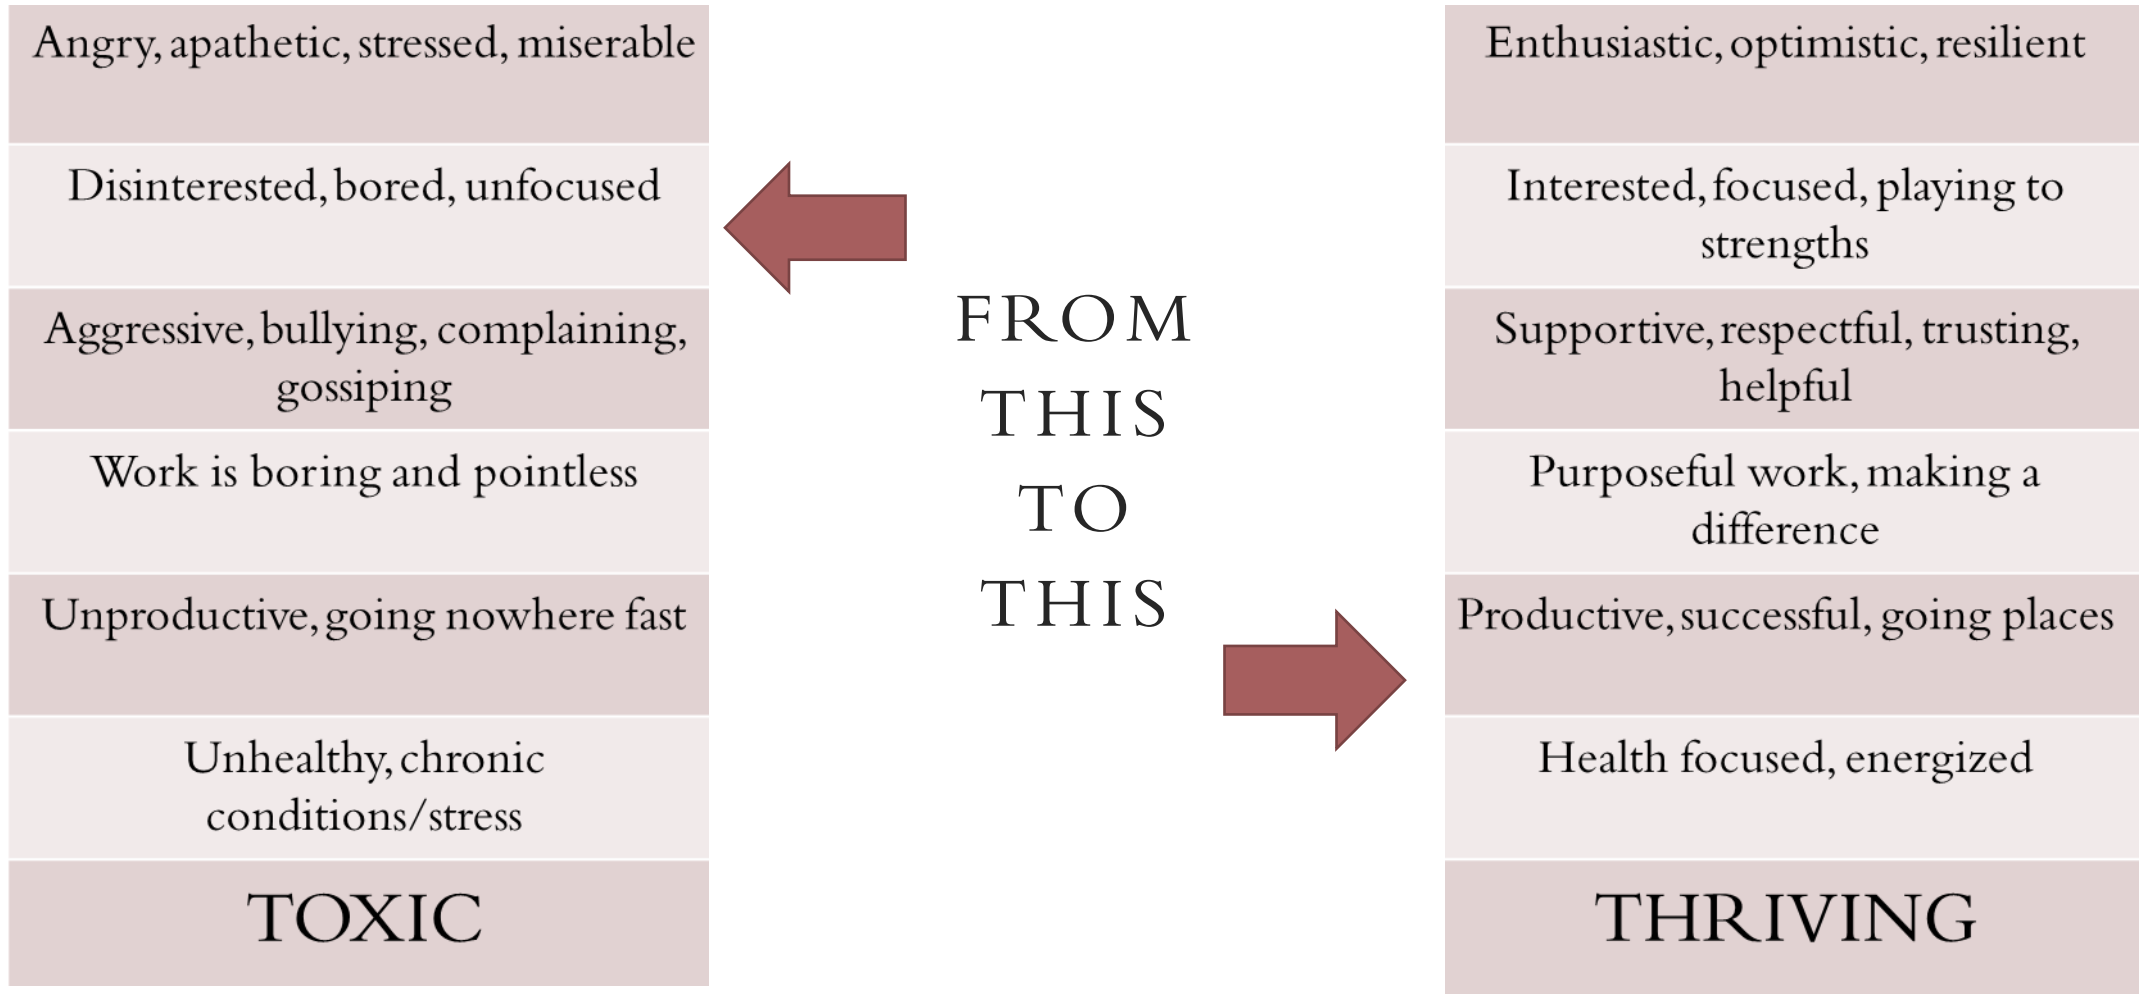 Angry, apathetic, stressed, miserable
Disinterested, bored, unfocused
Aggressive, bullying, complaining,
gossiping
Work is boring and pointless
Unproductive, going nowhere fast
Unhealthy, chronic
conditions/stress
TOXIC
FROM
THIS
TO
THIS
Enthusiastic, optimistic, resilient
Interested, focused, playing to
strengths
Supportive, respectful, trusting,
helpful
Purposeful work, making a
difference
Productive, successful, going places
Health focused, energized
THRIVING